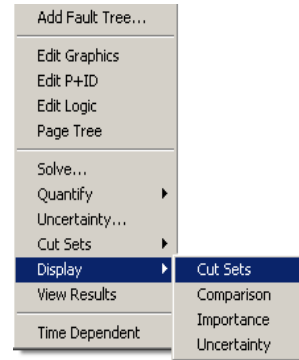 Add Fault Tree...
Edit Graphics
Edit P+ID
Edit Logic
Page Tree
Solve...
Quantify
Uncertainty...
Cut Sets
Display
View Results
Time Dependent
Cut Sets
Comparison
Importance
Uncertainty